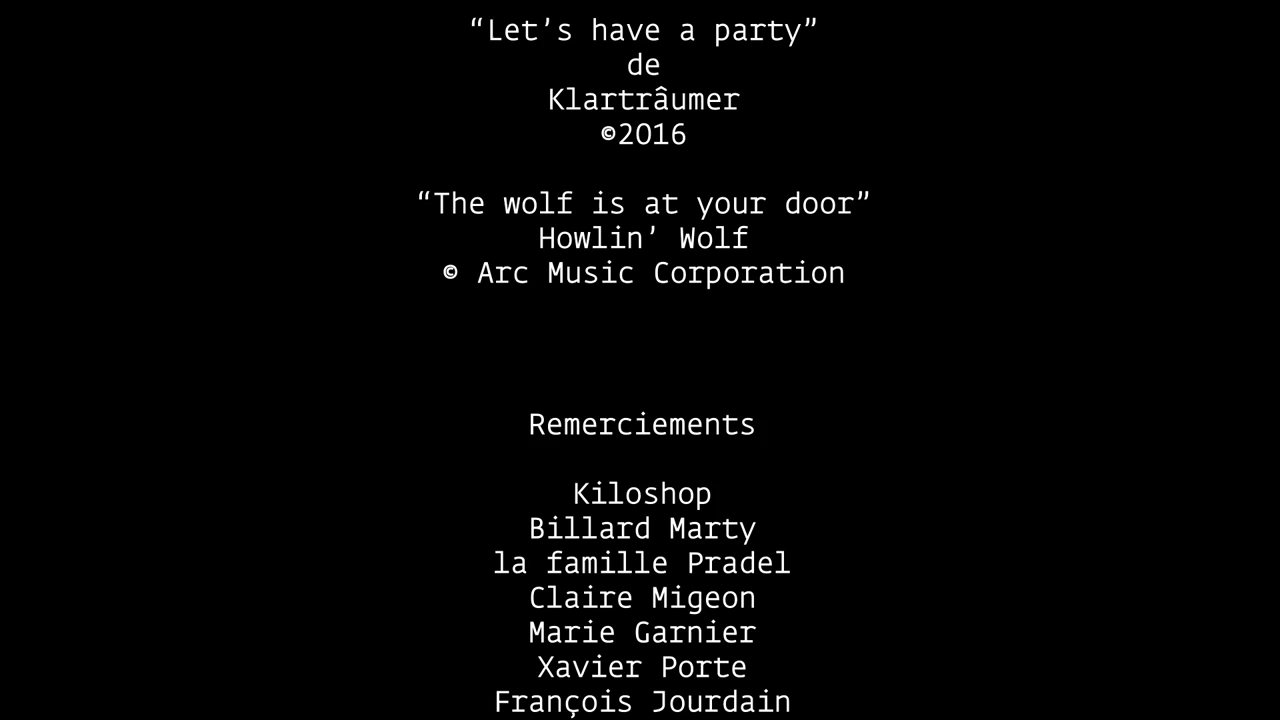 “Let’s have a party”
de
Klartrâumer
©2016
“The wolf is at your door”
Howlin’ Wolf
© Arc Music Corporation
Remerciements
Kiloshop
Billard Marty
la famille Pradel
Claire Migeon
Marie Garnier
Xavier Porte
François Jourdain